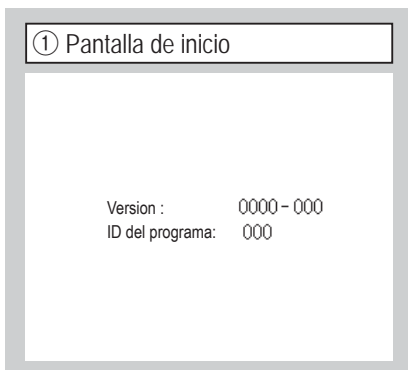 ① Pantalla de inicio
Version : 0000-000
ID del programa: 000